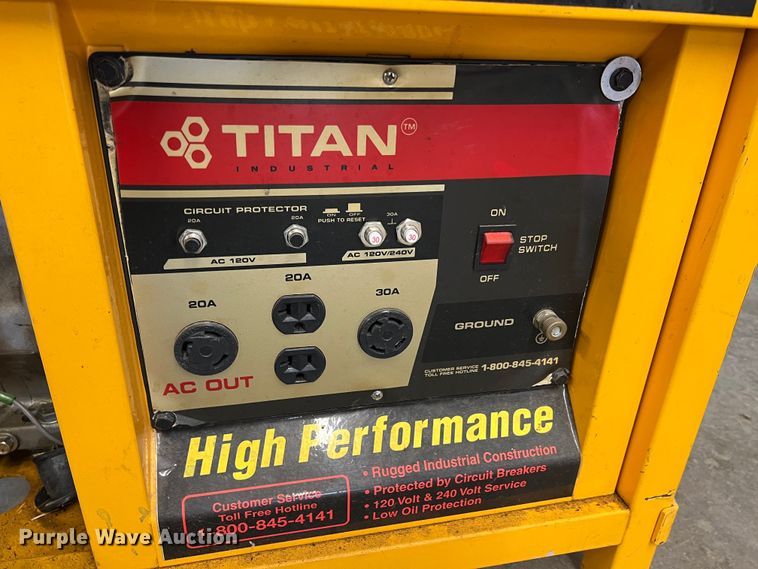 TITAN TM
INDUSTRIAL
CIRCUIT PROTECTOR
20A
20A
ON
OFF
PUSH TO RESET
30A
30
30
AC 120V
AC 120V/240V
ON
STOP
SWITCH
OFF
20A
20A
30A
GROUND
AC OUT
CUSTOMER SERVICE
TOLL FREE HOTLINE 1-800-845-4141
High Performance
• Rugged Industrial Construction
• Protected by Circuit Breakers
• 120 Volt & 240 Volt Service
• Low Oil Protection
Customer Service
Toll Free Hotline
800-845-4141
Purple Wave Auction